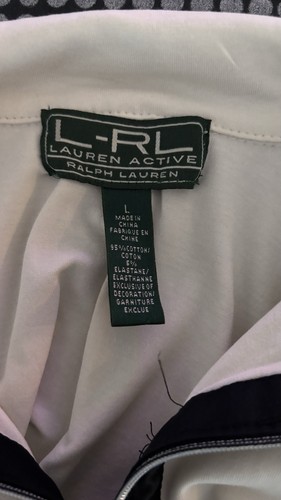 L-RL
LAUREN ACTIVE
RALPH LAUREN
L
MADE IN
CHINA
FABRIQUE EN
CHINE
95% COTTON/
COTON
5%
ELASTANE/
ELASTHANNE
EXCLUSIVE OF
DECORATION/
GARNITURE
EXCLUE